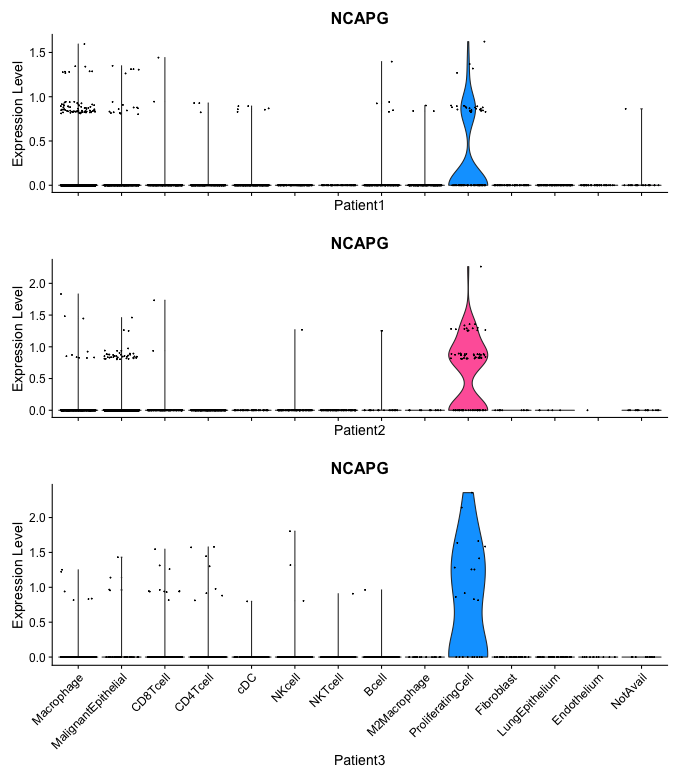 NCAPG
Expression Level
1.5
1.0
0.5
0.0
Patient1
NCAPG
Expression Level
2.0
1.5
1.0
0.5
0.0
Patient2
NCAPG
Expression Level
2.0
1.5
1.0
0.5
0.0
Macrophage
MalignantEpithelial
CD8Tcell
CD4Tcell
cDC
NKcell
NKTcell
Bcell
M2Macrophage
ProliferatingCell
Fibroblast
LungEpithelium
Endothelium
NotAvail
Patient3